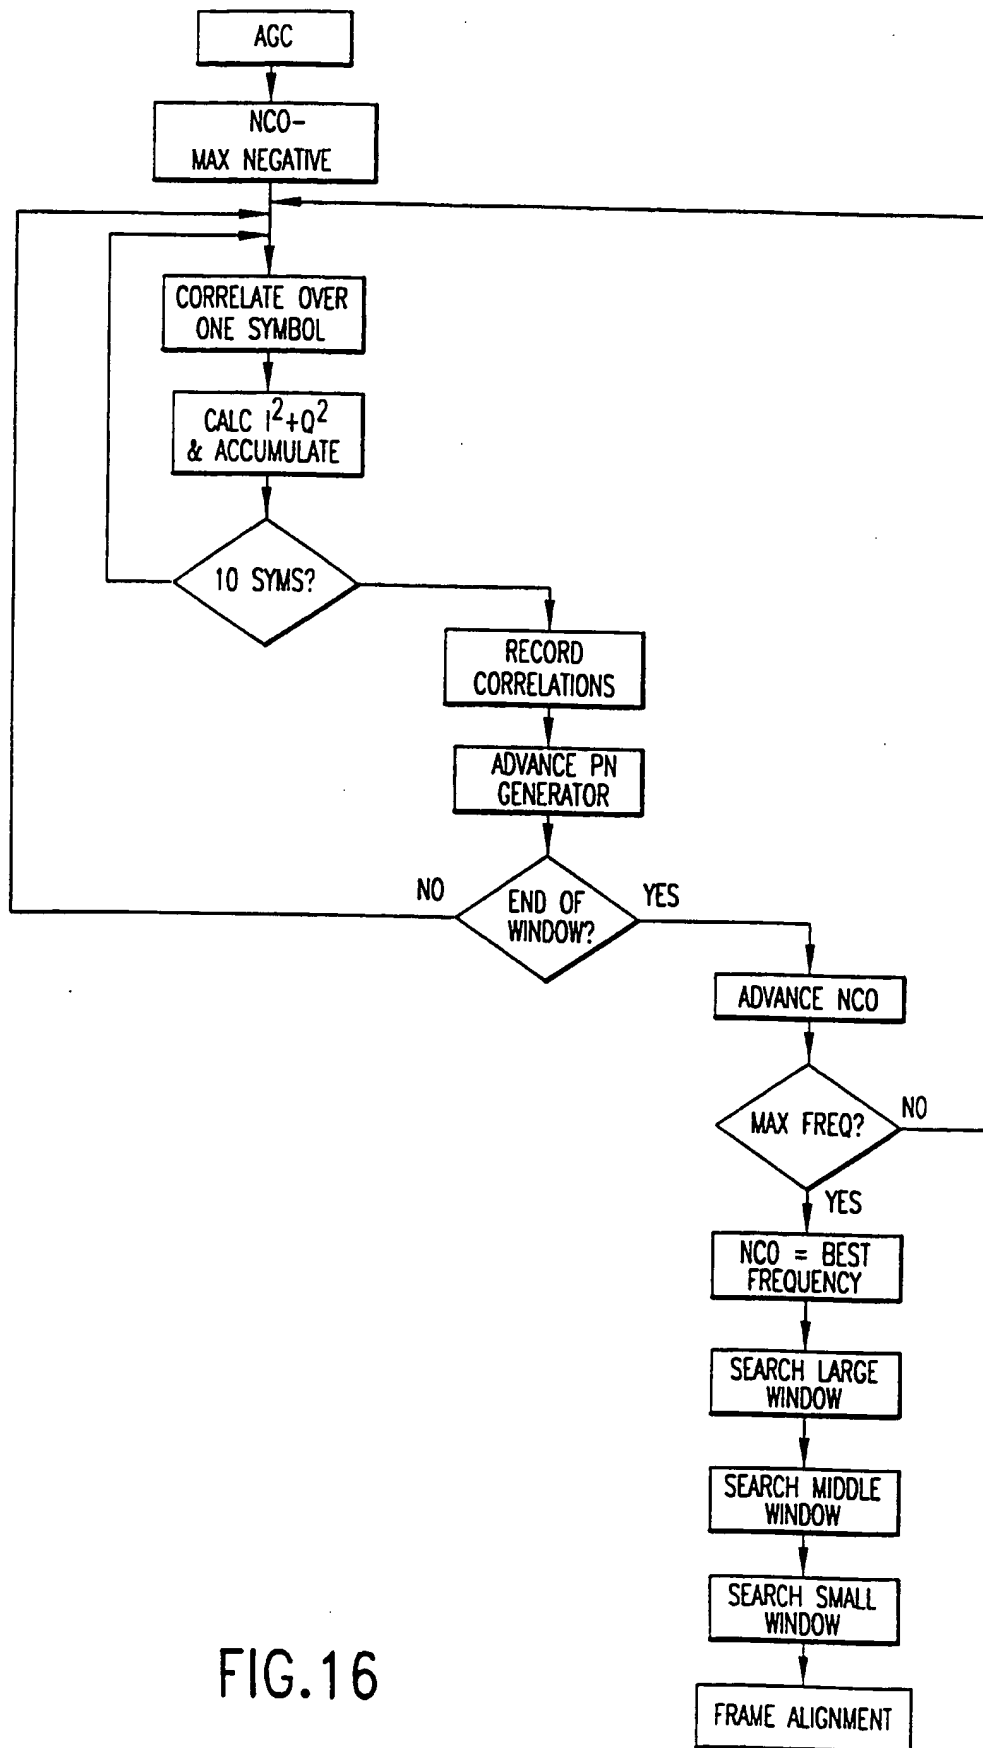 AGC
NCO-
MAX NEGATIVE
CORRELATE OVER
ONE SYMBOL
CALC I²+Q²
& ACCUMULATE
10 SYMS?
RECORD
CORRELATIONS
ADVANCE PN
GENERATOR
NO
END OF
WINDOW?
YES
ADVANCE NCO
MAX FREQ?
NO
YES
NCO = BEST
FREQUENCY
SEARCH LARGE
WINDOW
SEARCH MIDDLE
WINDOW
SEARCH SMALL
WINDOW
FRAME ALIGNMENT
FIG.16